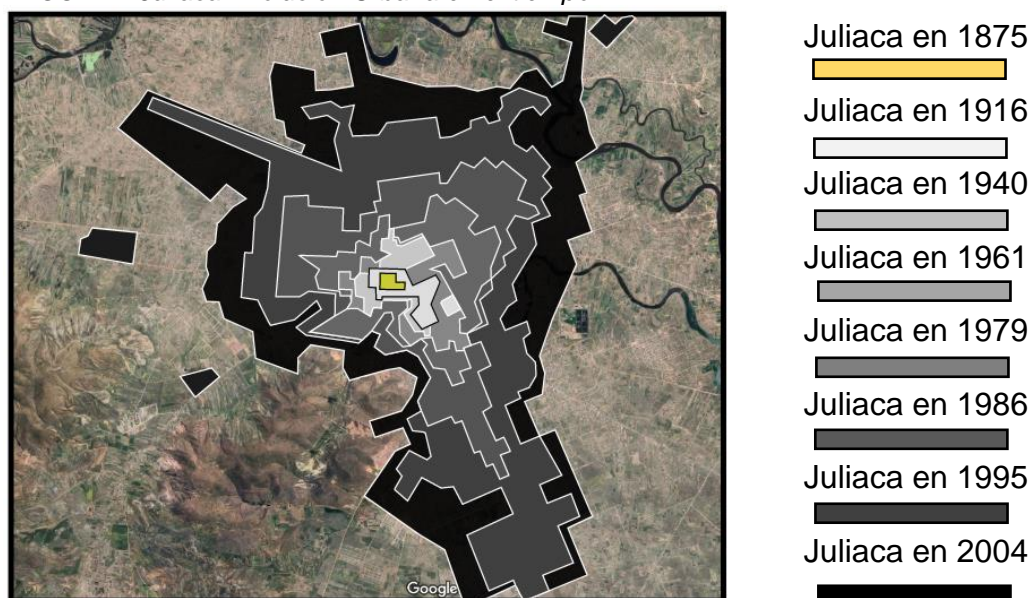 Juliaca en 1875
Juliaca en 1916
Juliaca en 1940
Juliaca en 1961
Juliaca en 1979
Juliaca en 1986
Juliaca en 1995
Juliaca en 2004
Google